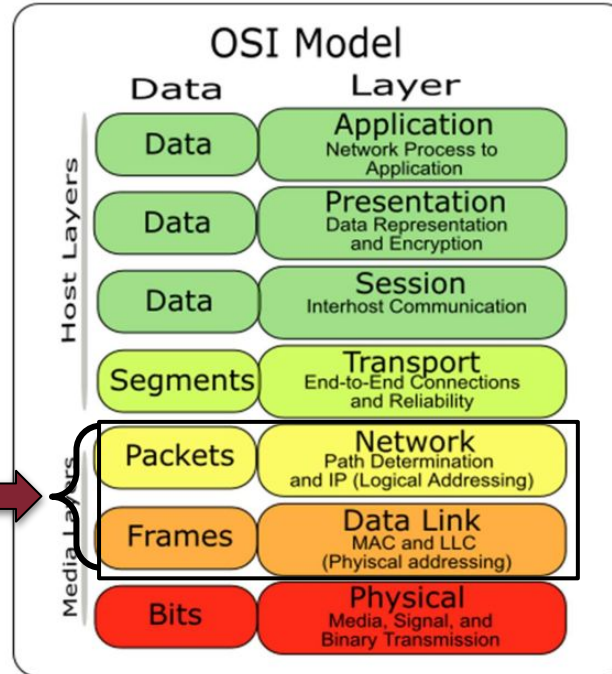 OSI Model
Data Layer
Host Layers
Data
Application
Network Process to
Application
Data
Presentation
Data Representation
and Encryption
Data
Session
Interhost Communication
Segments
Transport
End-to-End Connections
and Reliability
Media Layers
Packets
Network
Path Determination
and IP (Logical Addressing)
Frames
Data Link
MAC and LLC
(Phyiscal addressing)
Bits
Physical
Media, Signal, and
Binary Transmission